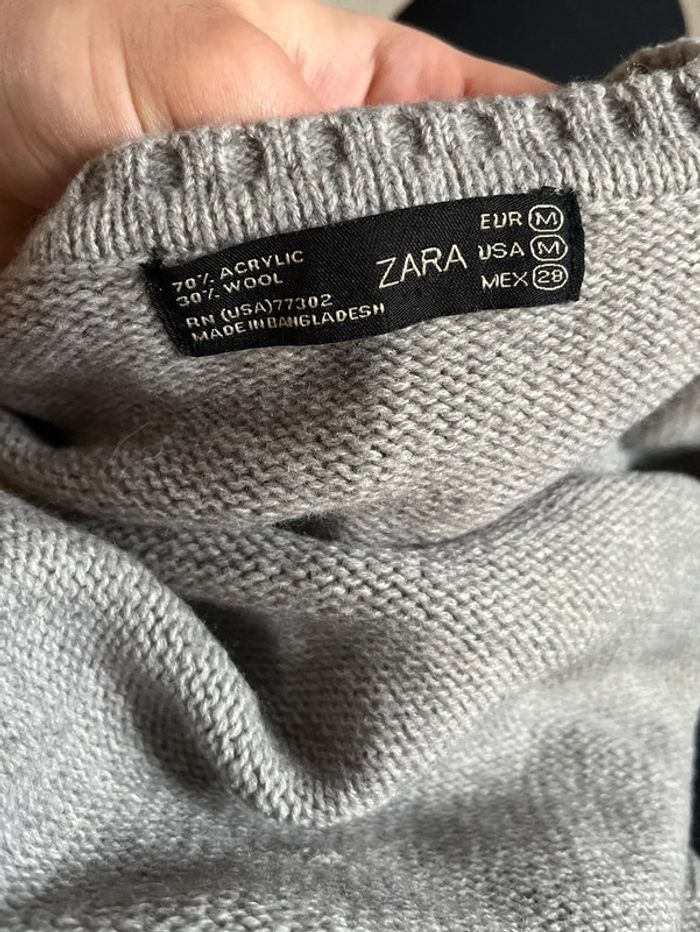 70% ACRYLIC
30% WOOL
RN (USA)77302
MADE IN BANGLADESH
ZARA
EUR M
USA M
MEX 28